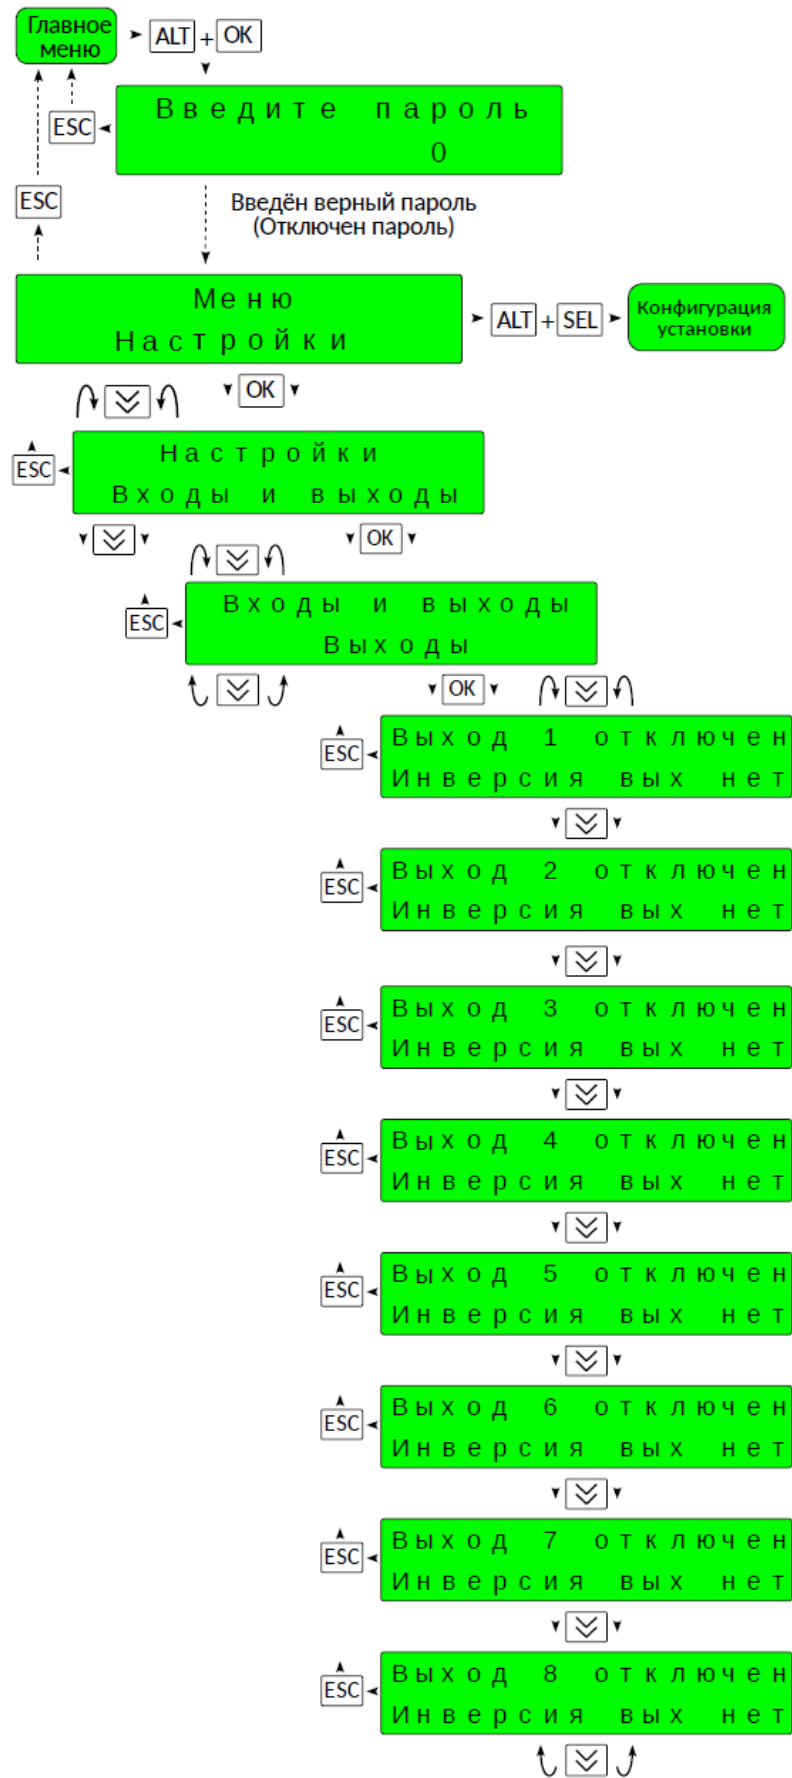 Главное
меню
ALT + OK
Введите пароль
0
ESC
ESC
Введён верный пароль
(Отключен пароль)
Меню
Настройки
ALT + SEL
Конфигурация
установки
OK
ESC
Настройки
Входы и выходы
OK
ESC
Входы и выходы
Выходы
OK
ESC
Выход 1 отключен
Инверсия вых нет
ESC
Выход 2 отключен
Инверсия вых нет
ESC
Выход 3 отключен
Инверсия вых нет
ESC
Выход 4 отключен
Инверсия вых нет
ESC
Выход 5 отключен
Инверсия вых нет
ESC
Выход 6 отключен
Инверсия вых нет
ESC
Выход 7 отключен
Инверсия вых нет
ESC
Выход 8 отключен
Инверсия вых нет